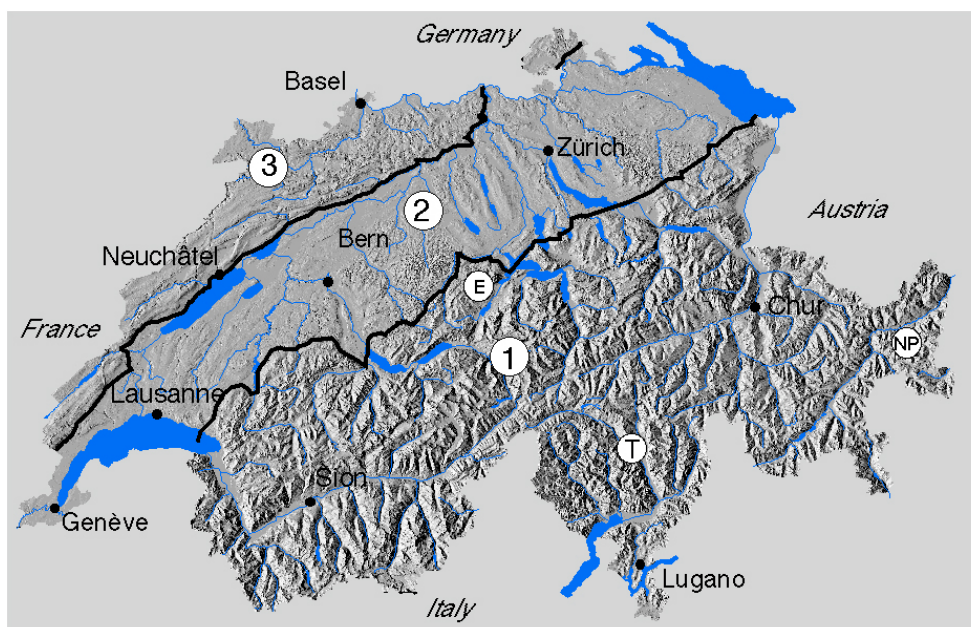 Germany
Basel
Zürich
3
2
Austria
Bern
Neuchâtel
E
Chur
France
NP
1
Lausanne
T
Sion
Genève
Lugano
Italy